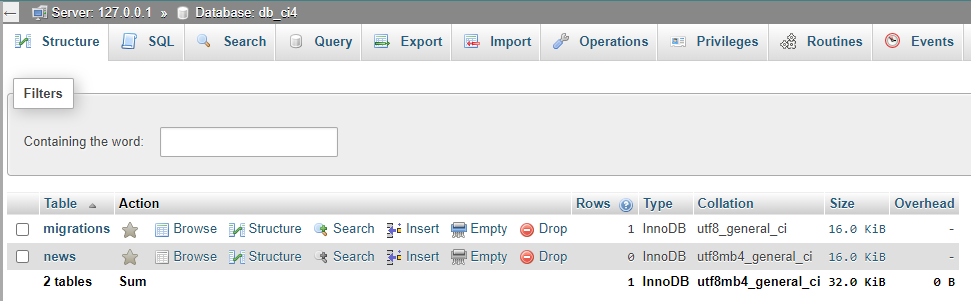 Server: 127.0.0.1 » Database: db_ci4
Structure SQL Search Query Export Import Operations Privileges Routines Events
Filters
Containing the word:
Table Action Rows Type Collation Size Overhead
migrations Browse Structure Search Insert Empty Drop 1 InnoDB utf8_general_ci 16.0 KiB -
news Browse Structure Search Insert Empty Drop 0 InnoDB utf8mb4_general_ci 16.0 KiB -
2 tables Sum 1 InnoDB utf8mb4_general_ci 32.0 KiB 0 B